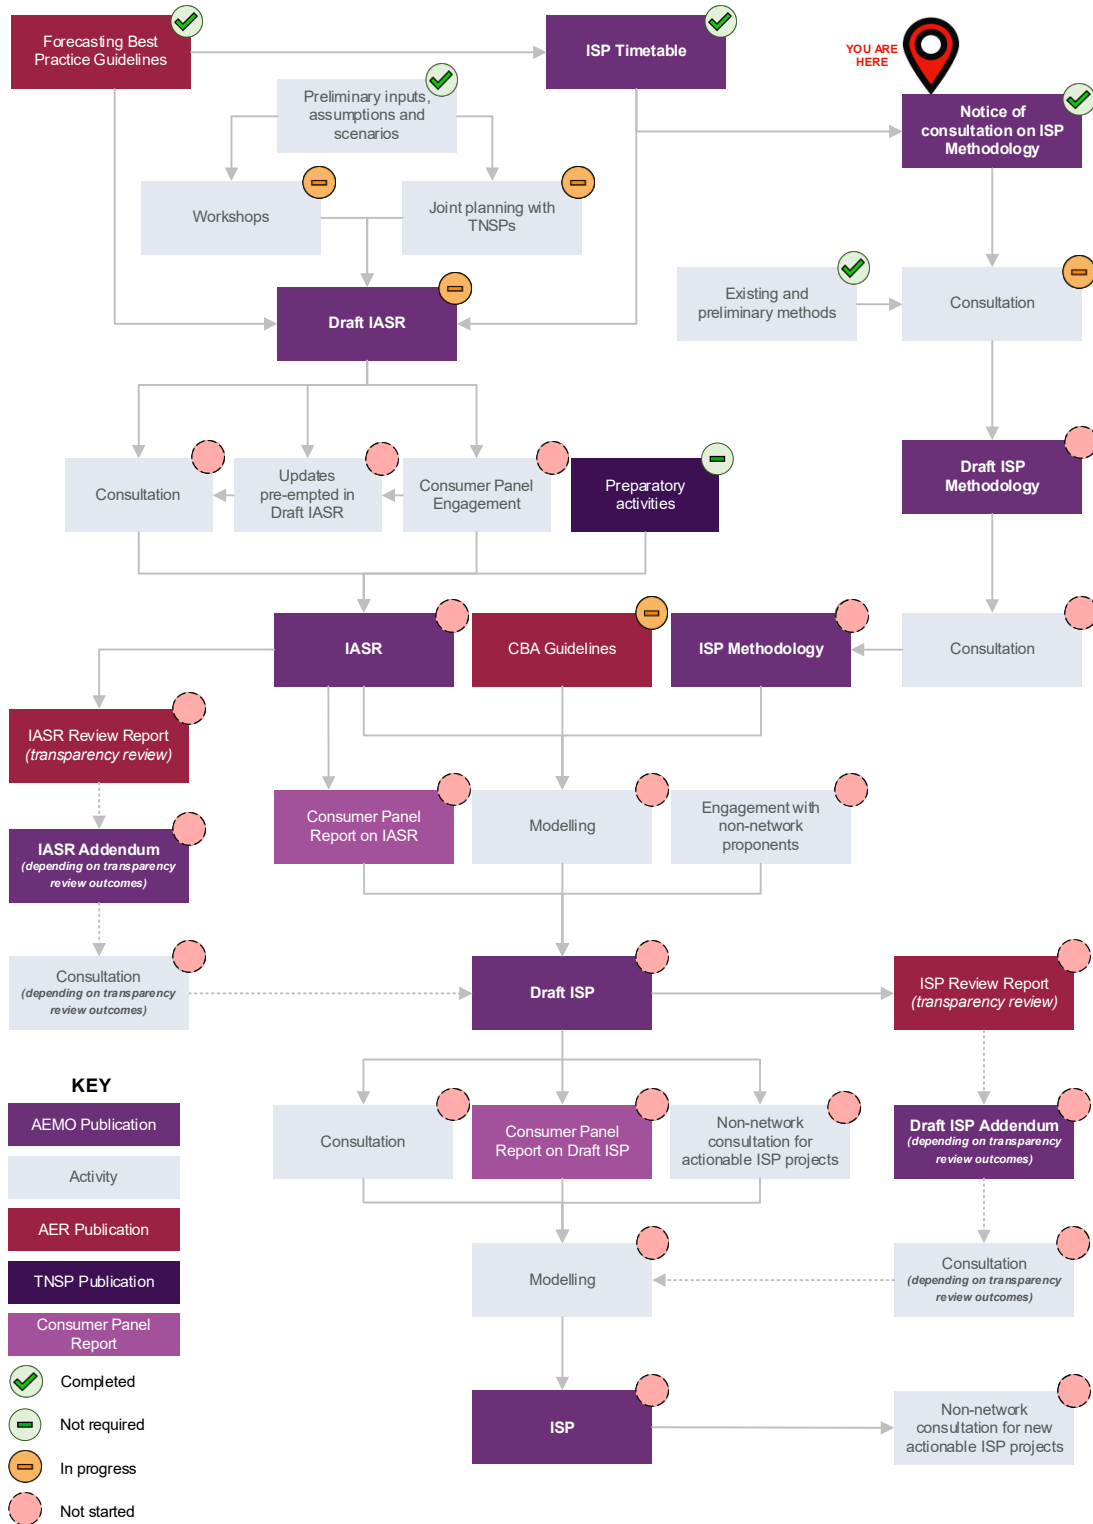 Forecasting Best
Practice Guidelines
ISP Timetable
YOU ARE
HERE
Preliminary inputs,
assumptions and
scenarios
Notice of
consultation on ISP
Methodology
Workshops
Joint planning with
TNSPs
Draft IASR
Existing and
preliminary methods
Consultation
Consultation
Updates
pre-empted in
Draft IASR
Consumer Panel
Engagement
Preparatory
activities
Draft ISP
Methodology
IASR
CBA Guidelines
ISP Methodology
Consultation
IASR Review Report
(transparency review)
Consumer Panel
Report on IASR
Modelling
Engagement with
non-network
proponents
IASR Addendum
(depending on transparency
review outcomes)
Consultation
(depending on transparency
review outcomes)
Draft ISP
ISP Review Report
(transparency review)
KEY
AEMO Publication
Activity
AER Publication
TNSP Publication
Consumer Panel
Report
Completed
Not required
In progress
Not started
Consultation
Consumer Panel
Report on Draft ISP
Non-network
consultation for
actionable ISP projects
Draft ISP Addendum
(depending on transparency
review outcomes)
Modelling
Consultation
(depending on transparency
review outcomes)
ISP
Non-network
consultation for new
actionable ISP projects